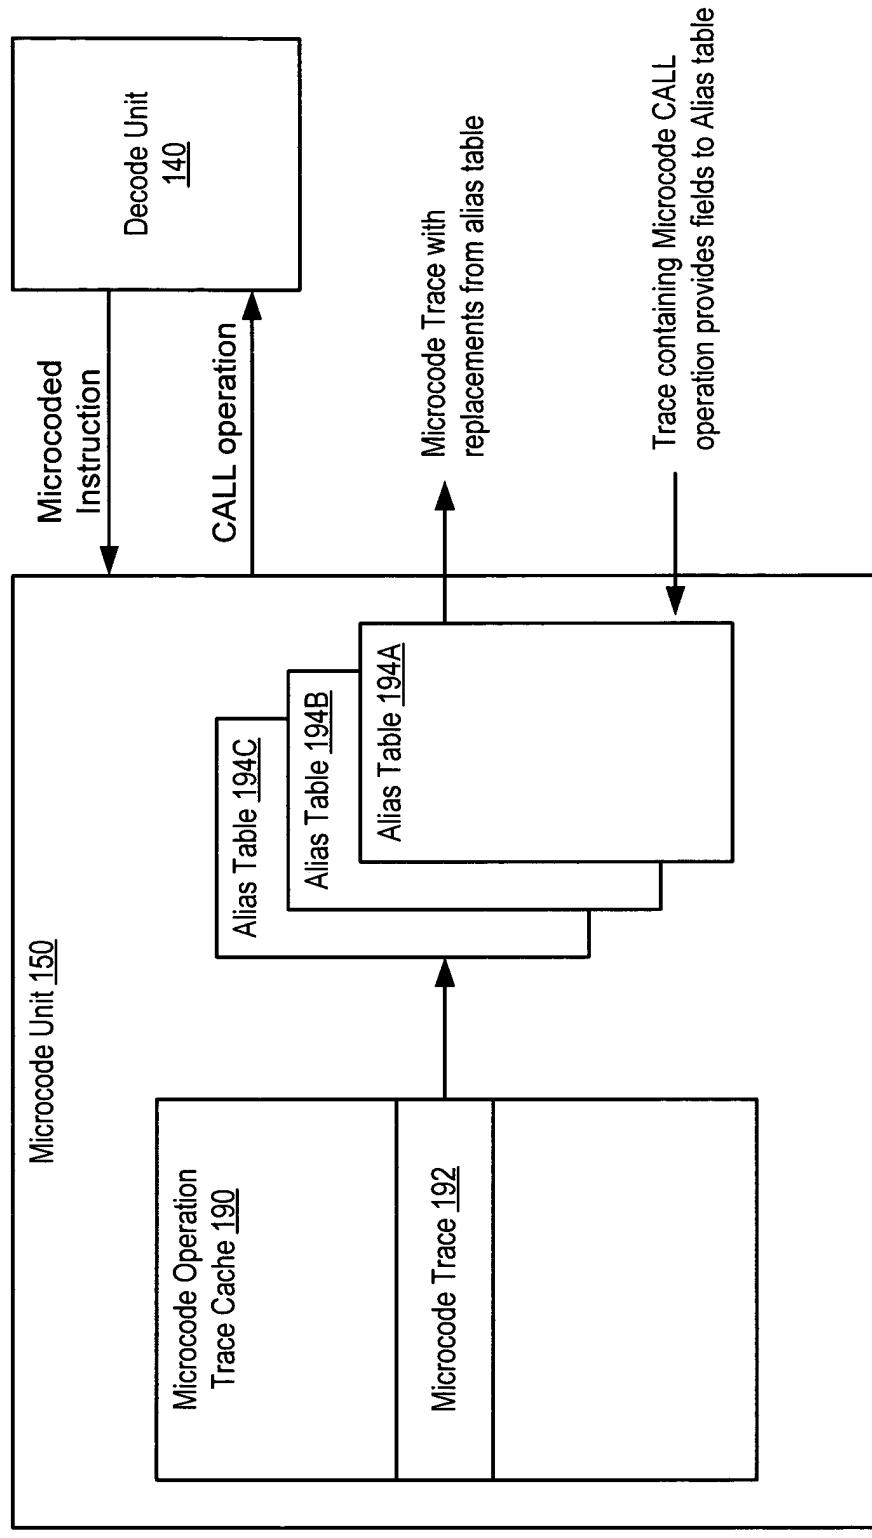 Microcode Unit 150
Microcode Operation
Trace Cache 190
Microcode Trace 192
Alias Table 194C
Alias Table 194B
Alias Table 194A
Microcoded
Instruction
CALL operation
Decode Unit
140
Microcode Trace with
replacements from alias table
Trace containing Microcode CALL
operation provides fields to Alias table